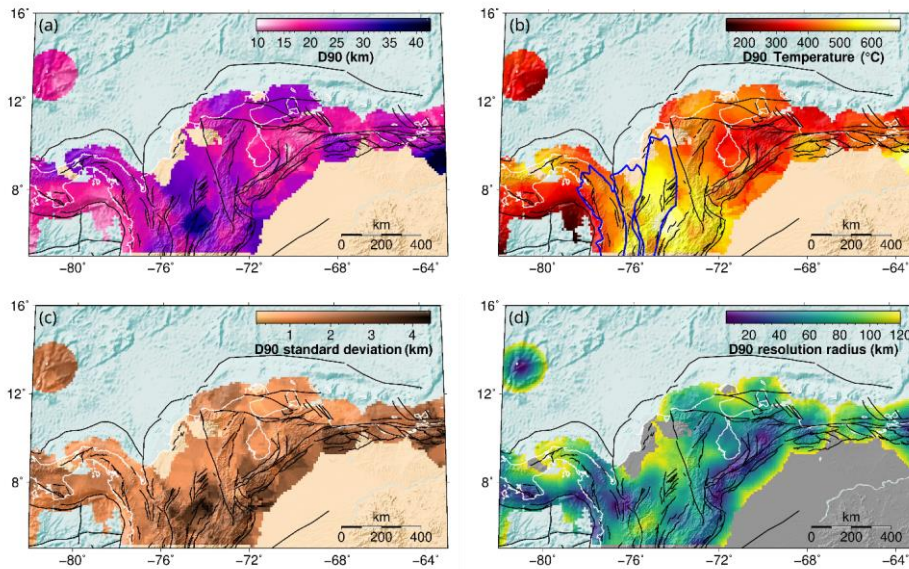 (a)
10 15 20 25 30 35 40
D90 (km)
16˚
12˚
8˚
km
0 200 400
−80˚ −76˚ −72˚ −68˚ −64˚
(b)
200 300 400 500 600
D90 Temperature (°C)
16˚
12˚
8˚
km
0 200 400
−80˚ −76˚ −72˚ −68˚ −64˚
(c)
1 2 3 4
D90 standard deviation (km)
16˚
12˚
8˚
km
0 200 400
−80˚ −76˚ −72˚ −68˚ −64˚
(d)
20 40 60 80 100 120
D90 resolution radius (km)
16˚
12˚
8˚
km
0 200 400
−80˚ −76˚ −72˚ −68˚ −64˚